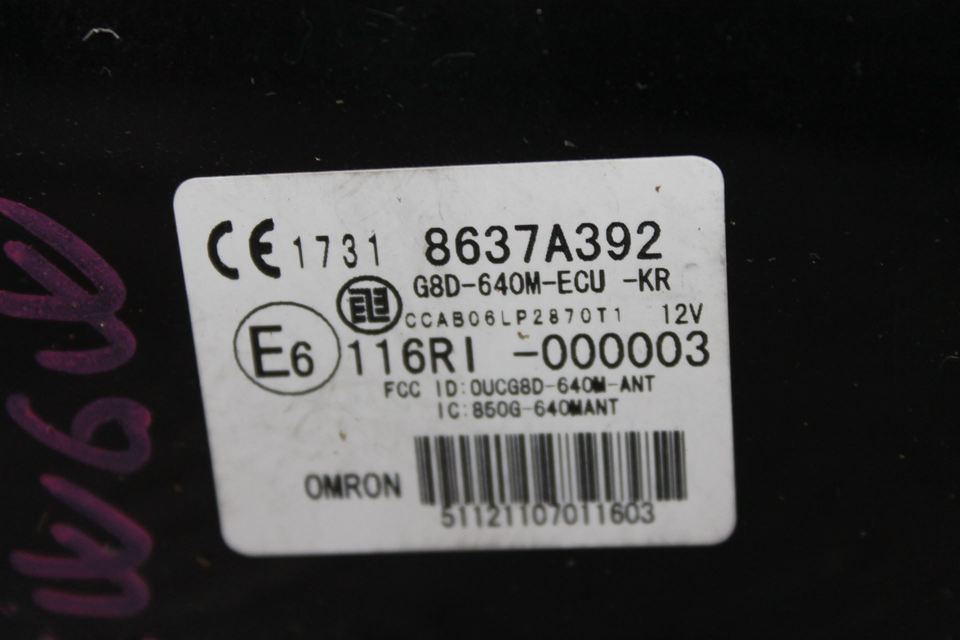 CE 1731 8637A392
G8D-640M-ECU -KR
CCAB06LP2870T1 12V
E6 116RI -000003
FCC ID:OUCG8D-640M-ANT
IC:850G-640MANT
OMRON
51121107011603